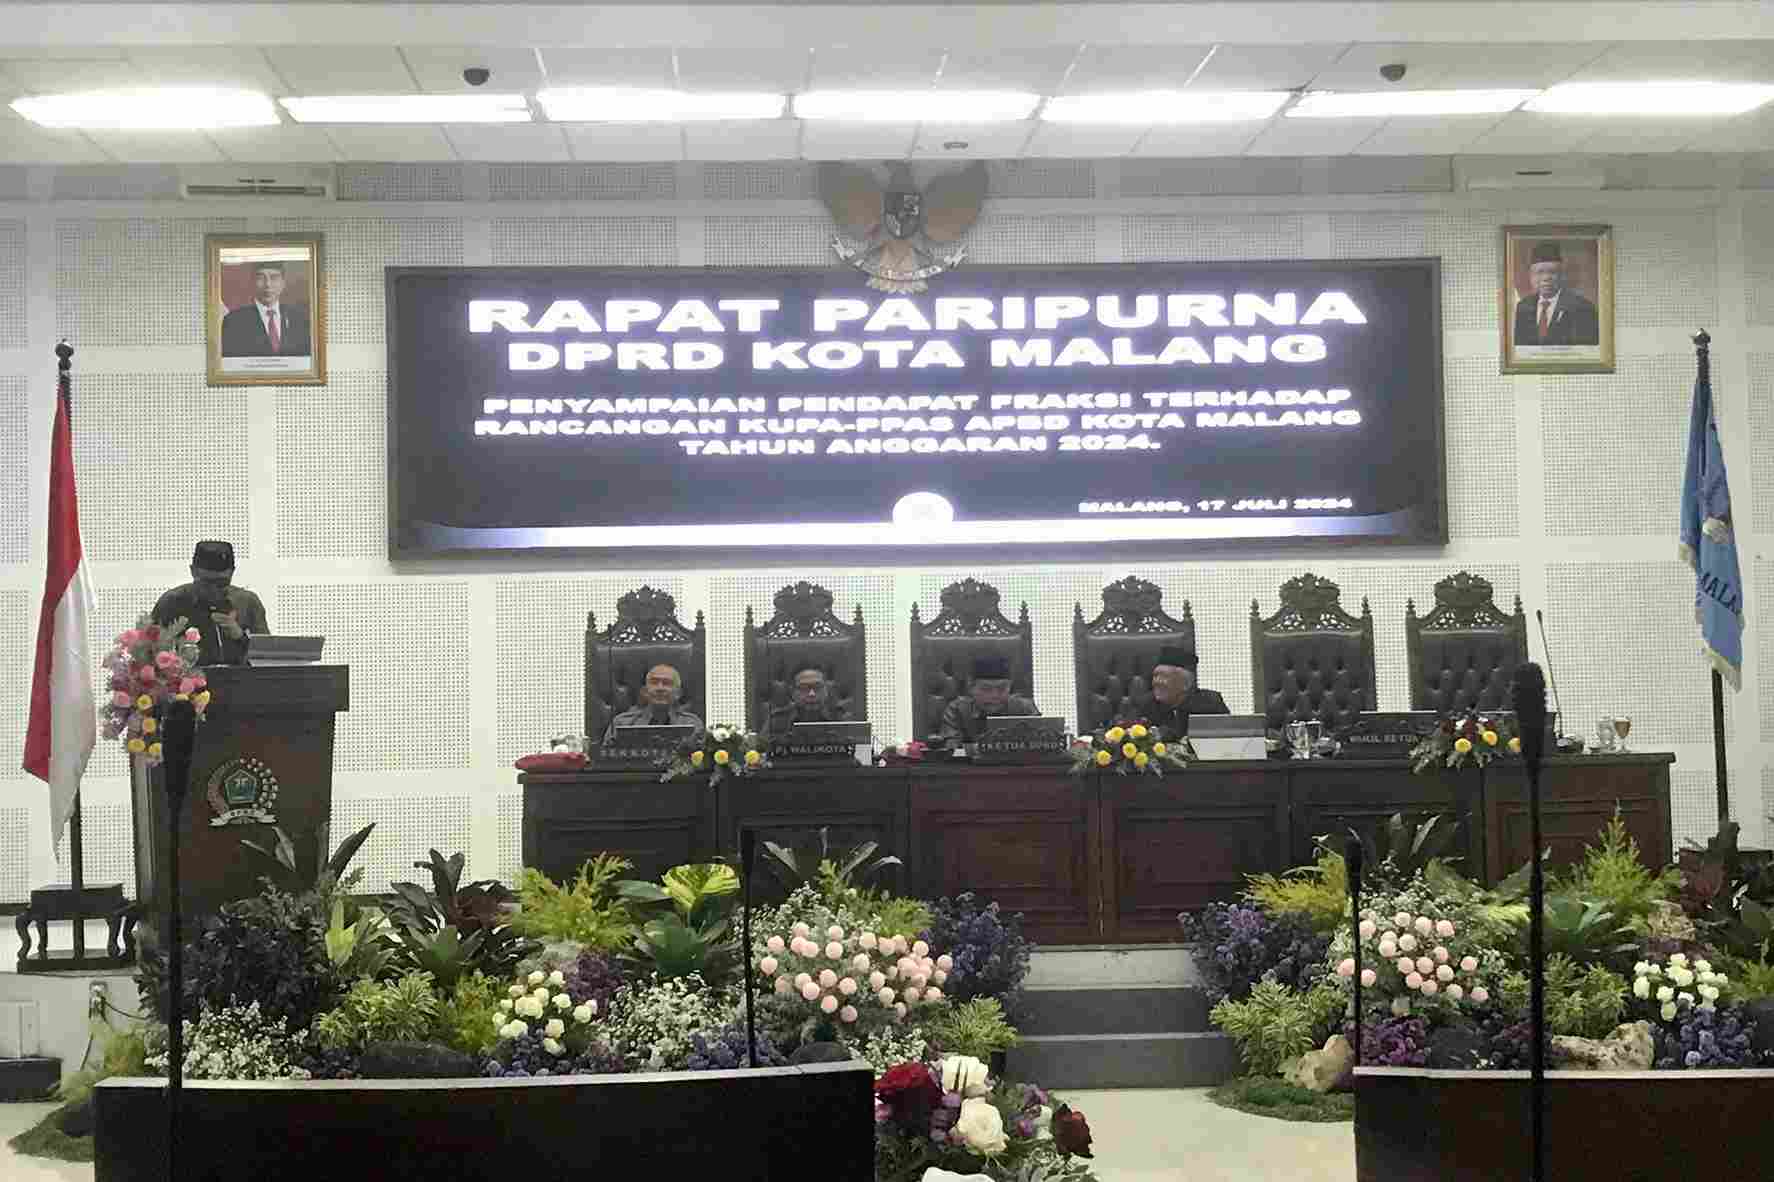 RAPAT PARIPURNA
DPRD KOTA MALANG
PENYAMPAIAN PENDAPAT FRAKSI TERHADAP
RANCANGAN KUPA-PPAS APBD KOTA MALANG
TAHUN ANGGARAN 2024.
MALANG, 17 JULI 2024
SEKKOTA
PJ WALIKOTA
KETUA DPRD
WAKIL KETUA
DPRD